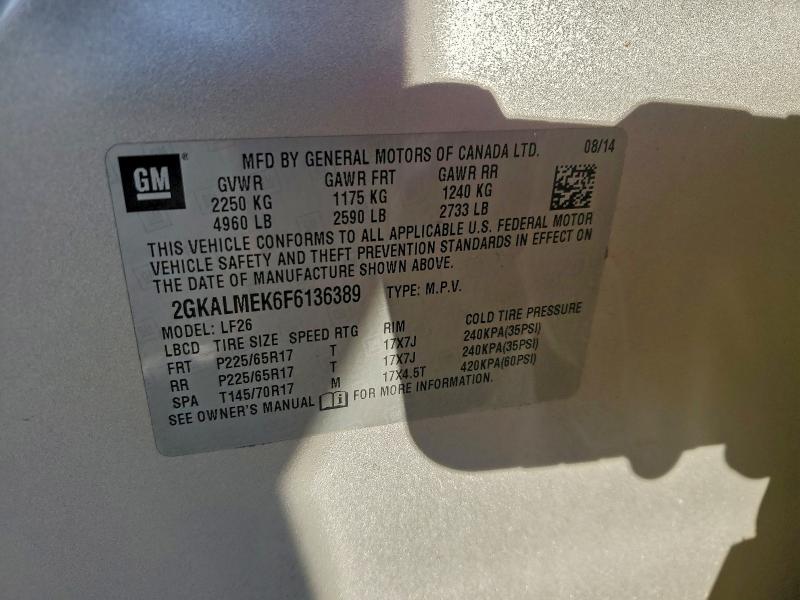 GM ® MFD BY GENERAL MOTORS OF CANADA LTD. 08/14
GVWR GAWR FRT GAWR RR
2250 KG 1175 KG 1240 KG
4960 LB 2590 LB 2733 LB
THIS VEHICLE CONFORMS TO ALL APPLICABLE U.S. FEDERAL MOTOR
VEHICLE SAFETY AND THEFT PREVENTION STANDARDS IN EFFECT ON
THE DATE OF MANUFACTURE SHOWN ABOVE.
2GKALMEK6F6136389 TYPE: M.P.V.
MODEL: LF26
LBCD TIRE SIZE SPEED RTG RIM COLD TIRE PRESSURE
FRT P225/65R17 T 17X7J 240KPA(35PSI)
RR P225/65R17 T 17X7J 240KPA(35PSI)
SPA T145/70R17 M 17X4.5T 420KPA(60PSI)
SEE OWNER'S MANUAL FOR MORE INFORMATION.